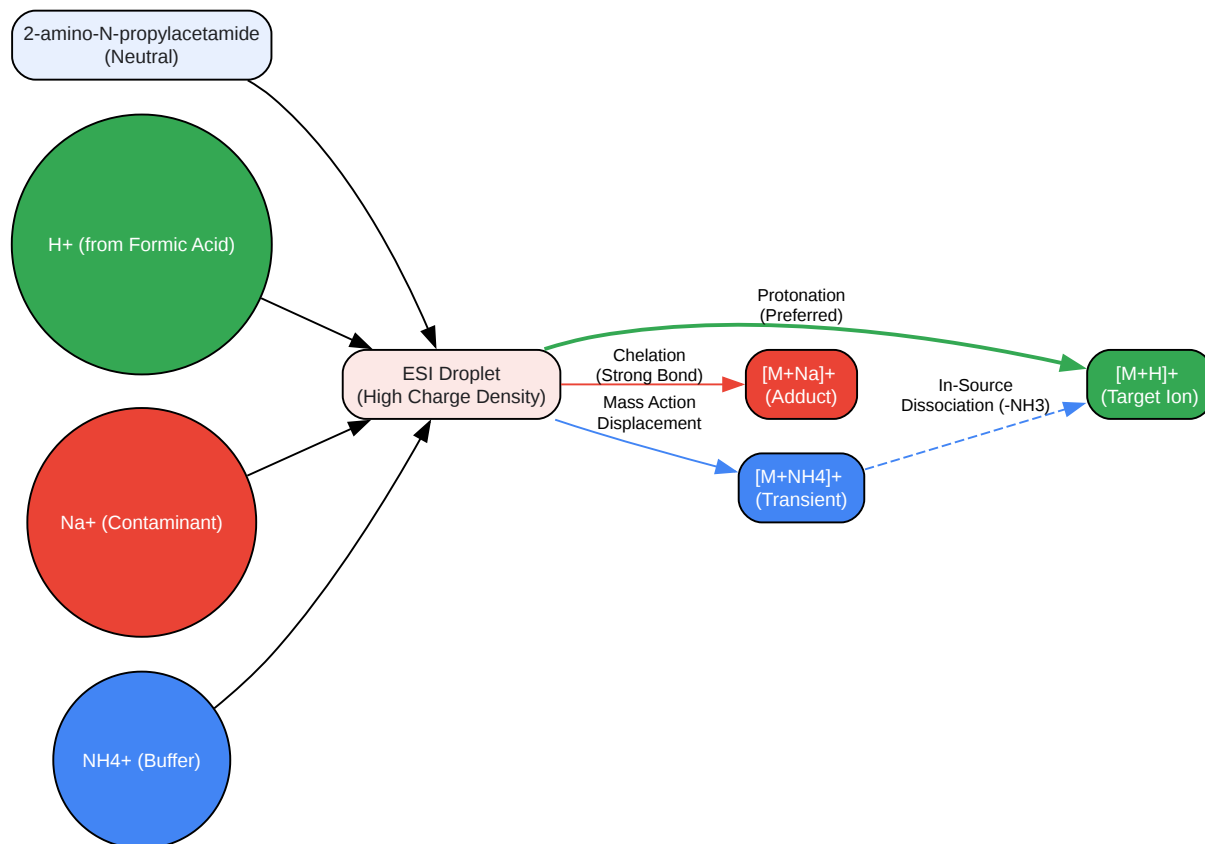 2-amino-N-propylacetamide
(Neutral)
H+ (from Formic Acid)
Na+ (Contaminant)
NH4+ (Buffer)
ESI Droplet
(High Charge Density)
Protonation
(Preferred)
Chelation
(Strong Bond)
Mass Action
Displacement
[M+Na]+
(Adduct)
[M+NH4]+
(Transient)
In-Source
Dissociation (-NH3)
[M+H]+
(Target Ion)